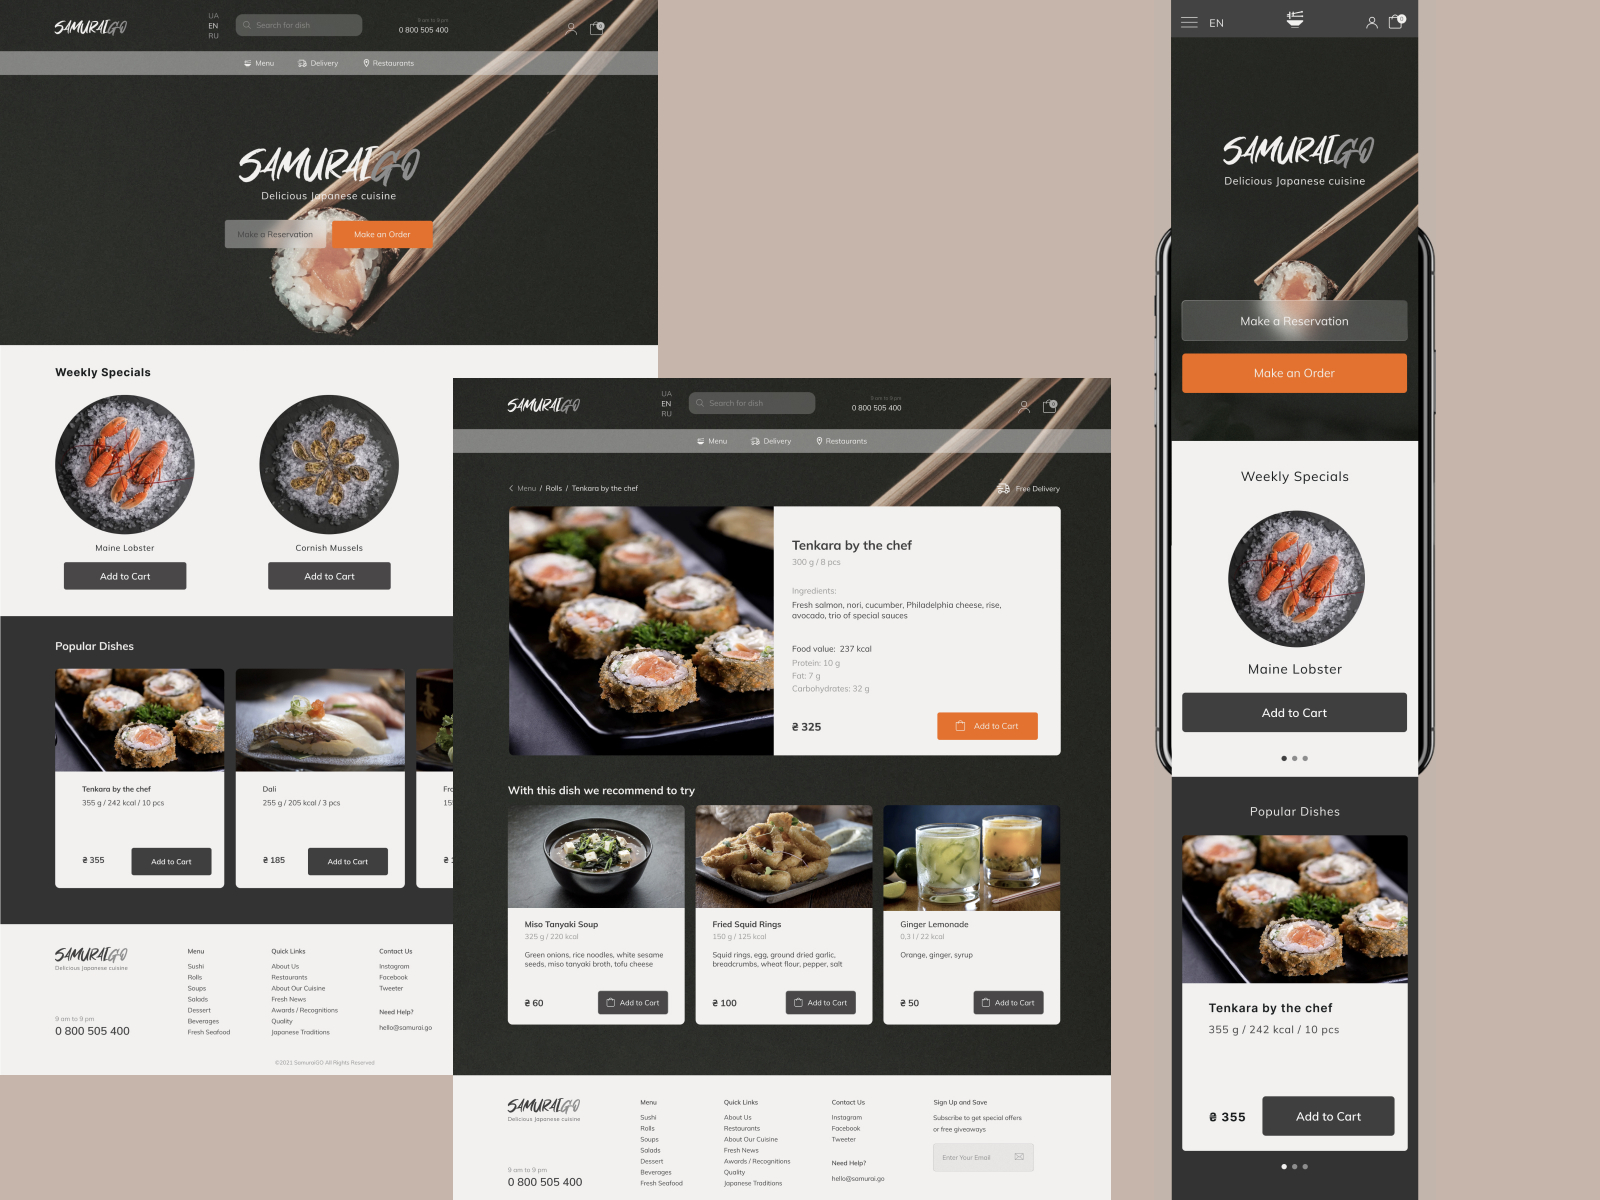 SAMURAIGO
UA
EN
RU
Search for dish
9 am to 9 pm
0 800 505 400
0
Menu
Delivery
Restaurants
SAMURAIGO
Delicious Japanese cuisine
Make a Reservation
Make an Order
Weekly Specials
Maine Lobster
Add to Cart
Cornish Mussels
Add to Cart
Popular Dishes
Tenkara by the chef
355 g / 242 kcal / 10 pcs
₴ 355
Add to Cart
Dali
255 g / 205 kcal / 3 pcs
₴ 185
Add to Cart
SAMURAIGO
Delicious Japanese cuisine
9 am to 9 pm
0 800 505 400
Menu
Sushi
Rolls
Soups
Salads
Dessert
Beverages
Fresh Seafood
Quick Links
About Us
Restaurants
About Our Cuisine
Fresh News
Awards / Recognitions
Quality
Japanese Traditions
Contact Us
Instagram
Facebook
Tweeter
Need Help?
hello@samurai.go
©2021 SamuraiGO All Rights Reserved
SAMURAIGO
UA
EN
RU
Search for dish
9 am to 9 pm
0 800 505 400
0
Menu
Delivery
Restaurants
Menu / Rolls / Tenkara by the chef
Free Delivery
Tenkara by the chef
300 g / 8 pcs
Ingredients:
Fresh salmon, nori, cucumber, Philadelphia cheese, rise,
avocado, trio of special sauces
Food value: 237 kcal
Protein: 10 g
Fat: 7 g
Carbohydrates: 32 g
₴ 325
Add to Cart
With this dish we recommend to try
Miso Tanyaki Soup
325 g / 220 kcal
Green onions, rice noodles, white sesame
seeds, miso tanyaki broth, tofu cheese
₴ 60
Add to Cart
Fried Squid Rings
150 g / 125 kcal
Squid rings, egg, ground dried garlic,
breadcrumbs, wheat flour, pepper, salt
₴ 100
Add to Cart
Ginger Lemonade
0,3 l / 22 kcal
Orange, ginger, syrup
₴ 50
Add to Cart
SAMURAIGO
Delicious Japanese cuisine
9 am to 9 pm
0 800 505 400
Menu
Sushi
Rolls
Soups
Salads
Dessert
Beverages
Fresh Seafood
Quick Links
About Us
Restaurants
About Our Cuisine
Fresh News
Awards / Recognitions
Quality
Japanese Traditions
Contact Us
Instagram
Facebook
Tweeter
Need Help?
hello@samurai.go
Sign Up and Save
Subscribe to get special offers
or free giveaways
Enter Your Email
EN
0
SAMURAIGO
Delicious Japanese cuisine
Make a Reservation
Make an Order
Weekly Specials
Maine Lobster
Add to Cart
Popular Dishes
Tenkara by the chef
355 g / 242 kcal / 10 pcs
₴ 355
Add to Cart